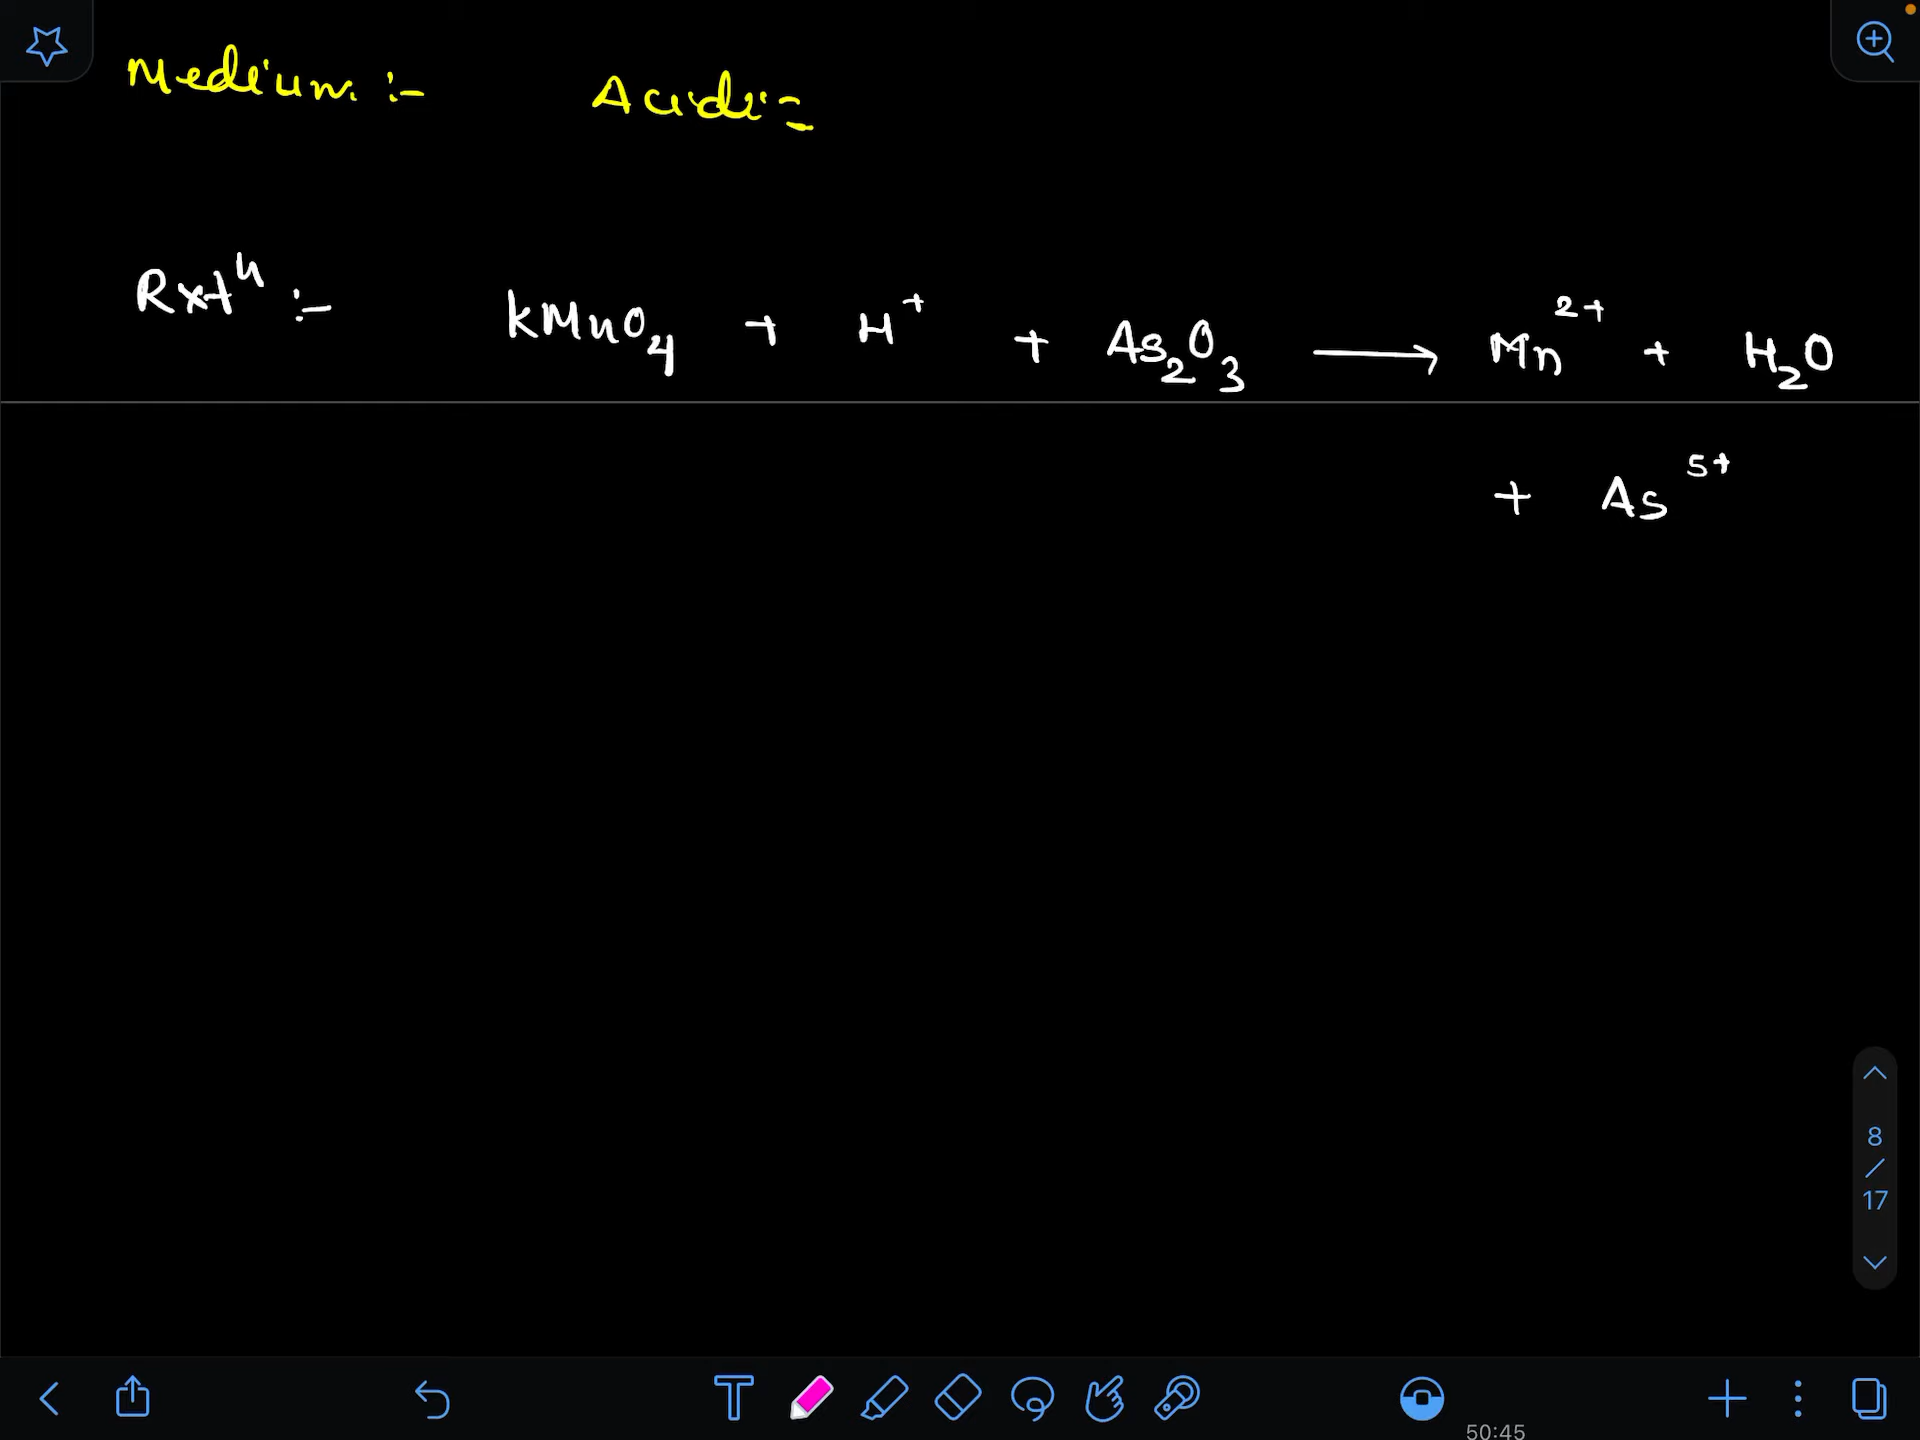 Medium :- Acidic
Rxtn :- KMnO4 + H+ + As2O3 → Mn2+ + H2O
+ As5+
8
/
17
50:45